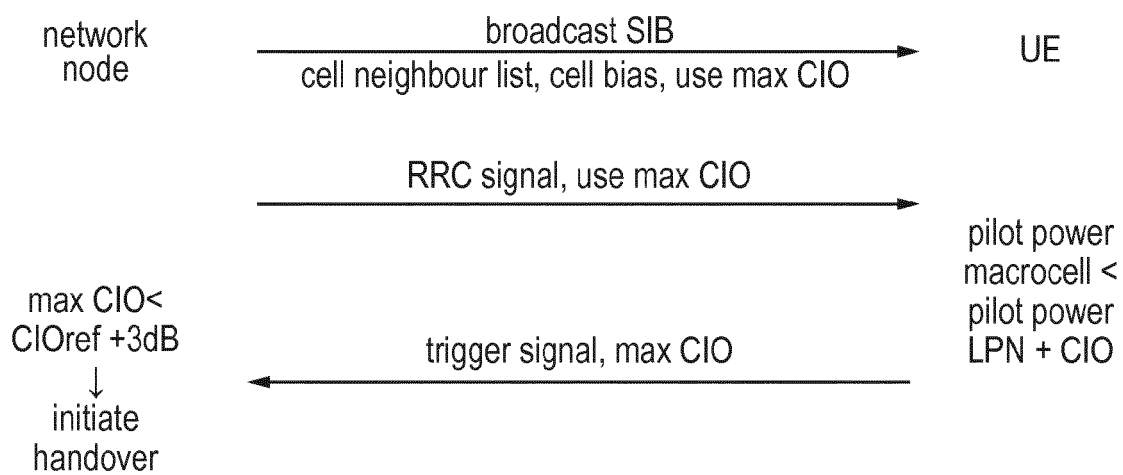 network
node
broadcast SIB
UE
cell neighbour list, cell bias, use max CIO
RRC signal, use max CIO
pilot power
macrocell <
pilot power
LPN + CIO
max CIO<
CIOref +3dB
↓
initiate
handover
trigger signal, max CIO